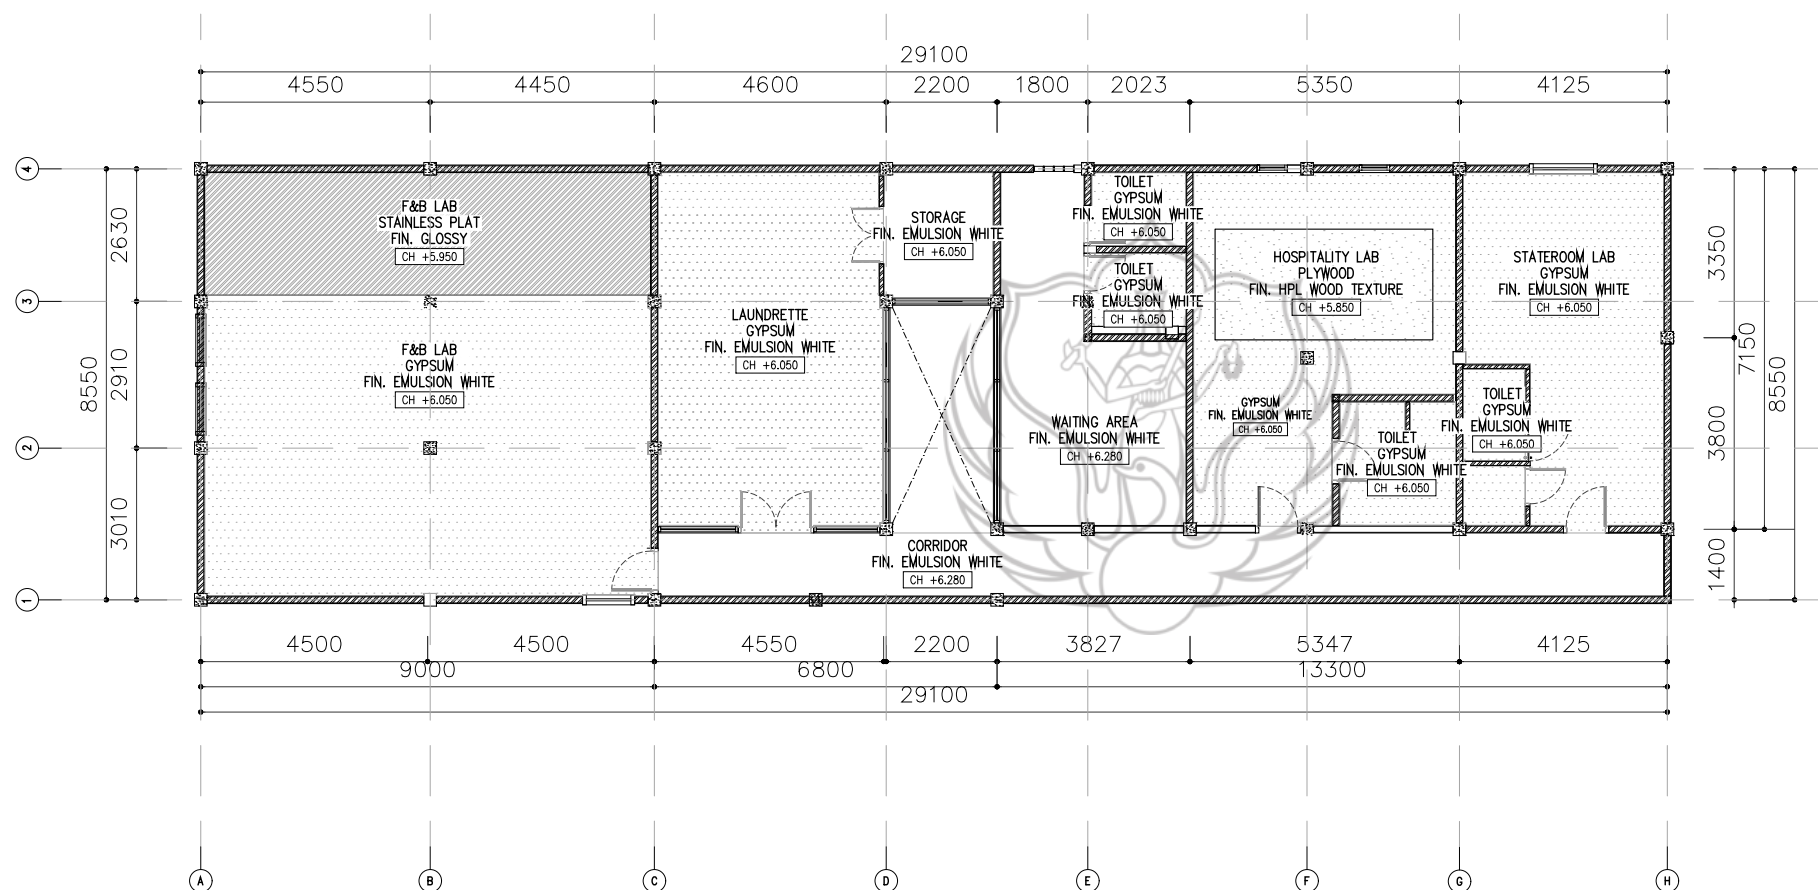 29100
4550
4450
4600
2200
1800
2023
5350
4125
4
3
2
1
8550
2630
2910
3010
F&B LAB
STAINLESS PLAT
FIN. GLOSSY
CH +5.950
F&B LAB
GYPSUM
FIN. EMULSION WHITE
CH +6.050
LAUNDRETTE
GYPSUM
FIN. EMULSION WHITE
CH +6.050
STORAGE
FIN. EMULSION WHITE
CH +6.050
TOILET
GYPSUM
FIN. EMULSION WHITE
CH +6.050
TOILET
GYPSUM
FIN. EMULSION WHITE
CH +6.050
HOSPITALITY LAB
PLYWOOD
FIN. HPL WOOD TEXTURE
CH +5.850
STATEROOM LAB
GYPSUM
FIN. EMULSION WHITE
CH +6.050
WAITING AREA
FIN. EMULSION WHITE
CH +6.280
GYPSUM
FIN. EMULSION WHITE
CH +6.050
TOILET
GYPSUM
FIN. EMULSION WHITE
CH +6.050
TOILET
GYPSUM
FIN. EMULSION WHITE
CH +6.050
CORRIDOR
FIN. EMULSION WHITE
CH +6.280
3350
3800
1400
7150
8550
4500
4500
4550
2200
3827
5347
4125
9000
6800
13300
29100
A
B
C
D
E
F
G
H